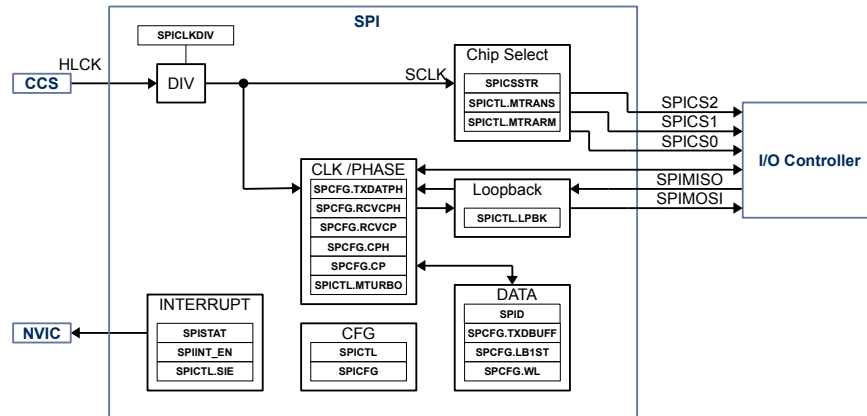 SPI
SPICLKDIV
HLCK
CCS
DIV
SCLK
Chip Select
SPICSSTR
SPICTL.MTRANS
SPICTL.MTRARM
SPICS2
SPICS1
SPICS0
I/O Controller
CLK /PHASE
SPCFG.TXDATPH
SPCFG.RCVCPH
SPCFG.RCVCP
SPCFG.CPH
SPCFG.CP
SPICTL.MTURBO
Loopback
SPICTL.LPBK
SPIMISO
SPIMOSI
INTERRUPT
SPISTAT
SPIINT_EN
SPICTL.SIE
NVIC
CFG
SPICTL
SPICFG
DATA
SPID
SPCFG.TXDBUFF
SPCFG.LB1ST
SPCFG.WL